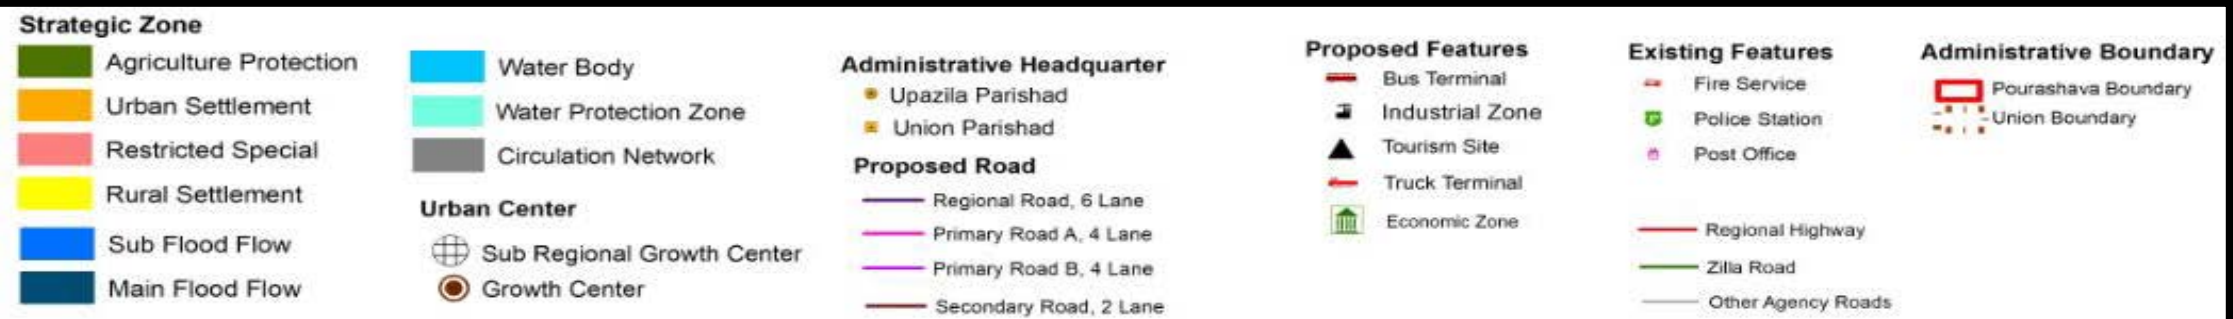 Strategic Zone
Agriculture Protection
Urban Settlement
Restricted Special
Rural Settlement
Sub Flood Flow
Main Flood Flow
Water Body
Water Protection Zone
Circulation Network
Urban Center
Sub Regional Growth Center
Growth Center
Administrative Headquarter
Upazila Parishad
Union Parishad
Proposed Road
Regional Road, 6 Lane
Primary Road A, 4 Lane
Primary Road B, 4 Lane
Secondary Road, 2 Lane
Proposed Features
Bus Terminal
Industrial Zone
Tourism Site
Truck Terminal
Economic Zone
Existing Features
Fire Service
Police Station
Post Office
Regional Highway
Zilla Road
Other Agency Roads
Administrative Boundary
Pourashava Boundary
Union Boundary